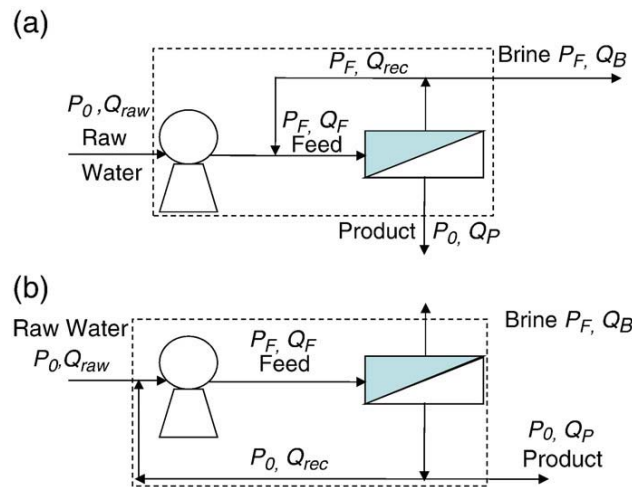 (a)
P_F, Q_rec
Brine P_F, Q_B
P_0 ,Q_raw
Raw
Water
P_F, Q_F
Feed
Product
P_0, Q_P
(b)
Raw Water
P_0,Q_raw
P_F, Q_F
Feed
Brine P_F, Q_B
P_0, Q_rec
P_0, Q_P
Product